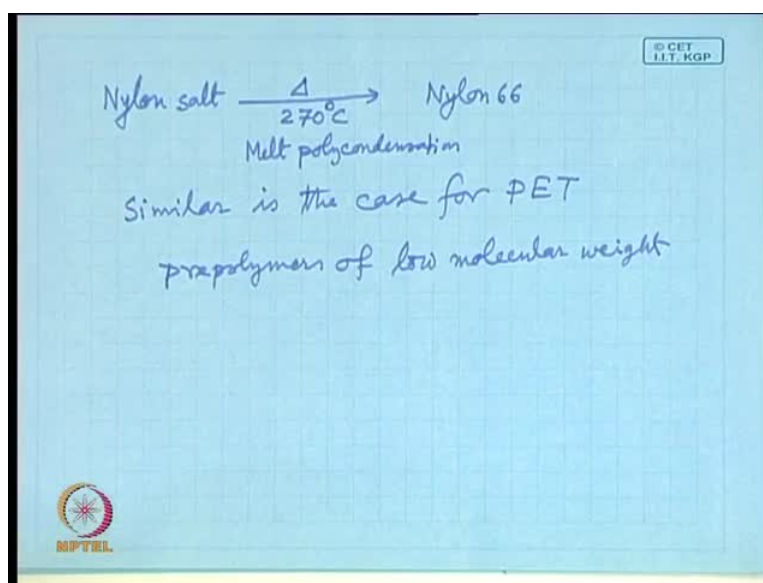 © CET
I.I.T. KGP
Nylon salt Δ 270°C → Nylon 66
Melt polycondensation
Similar is the case for PET
prepolymers of low molecular weight
NPTEL